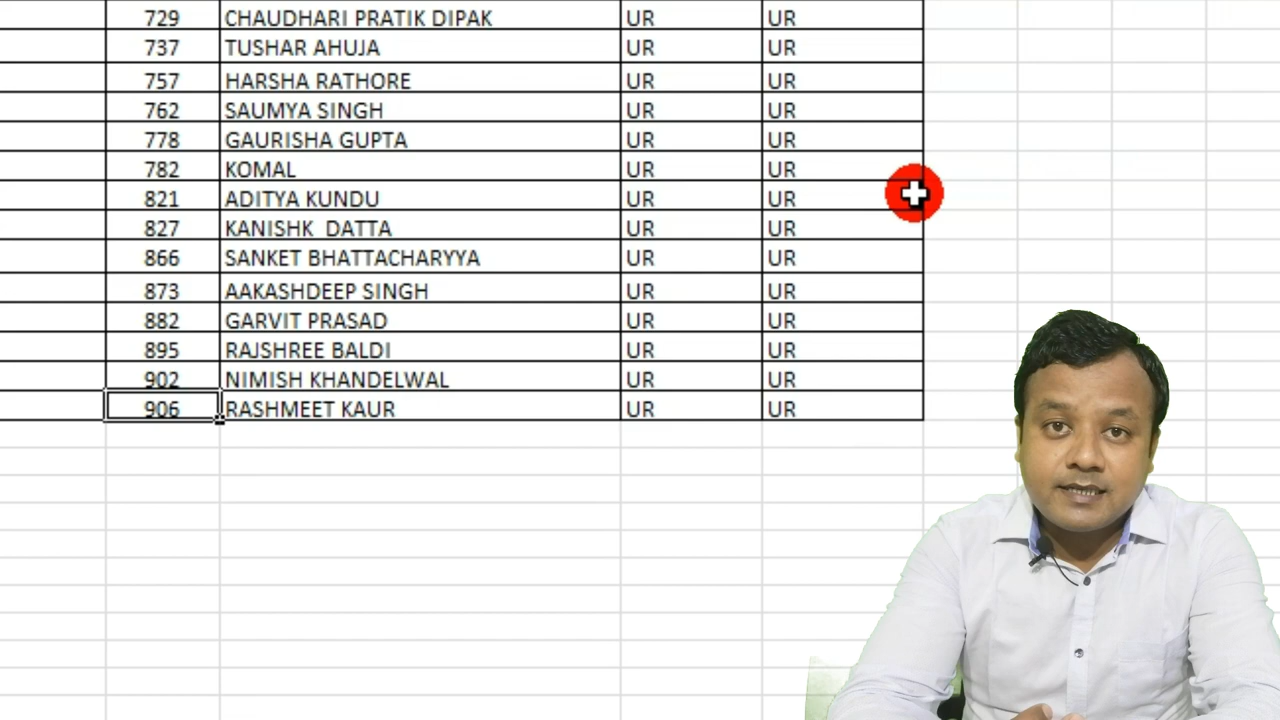 729 CHAUDHARI PRATIK DIPAK UR UR
737 TUSHAR AHUJA UR UR
757 HARSHA RATHORE UR UR
762 SAUMYA SINGH UR UR
778 GAURISHA GUPTA UR UR
782 KOMAL UR UR
821 ADITYA KUNDU UR UR
827 KANISHK  DATTA UR UR
866 SANKET BHATTACHARYYA UR UR
873 AAKASHDEEP SINGH UR UR
882 GARVIT PRASAD UR UR
895 RAJSHREE BALDI UR UR
902 NIMISH KHANDELWAL UR UR
906 RASHMEET KAUR UR UR